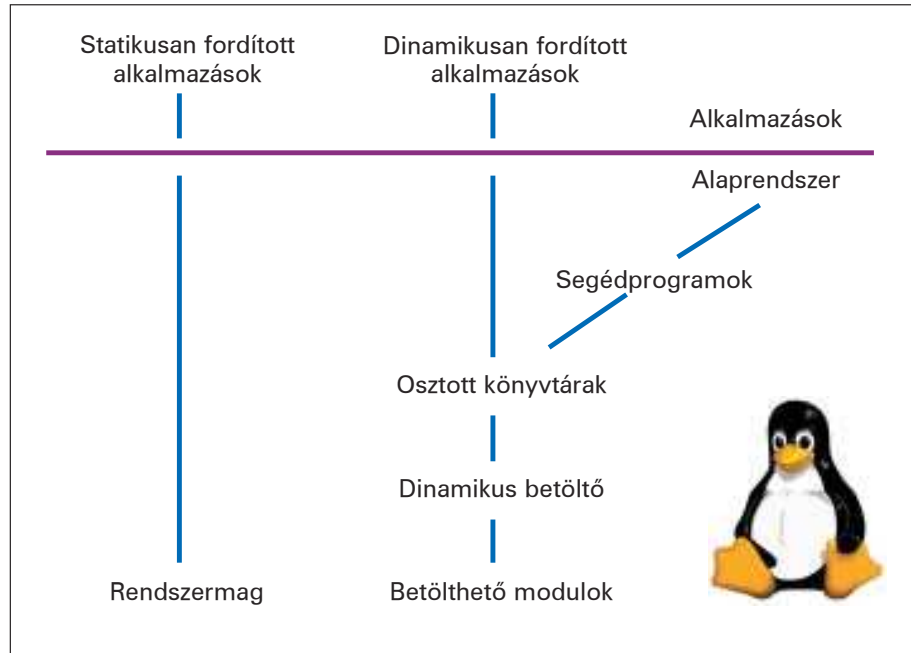 Statikusan fordított
alkalmazások
Dinamikusan fordított
alkalmazások
Alkalmazások
Alaprendszer
Segédprogramok
Osztott könyvtárak
Dinamikus betöltő
Rendszermag
Betölthető modulok